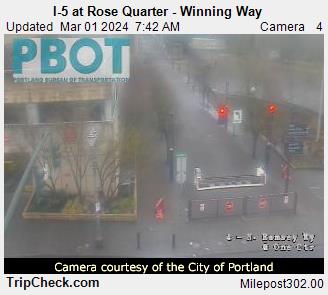 I-5 at Rose Quarter - Winning Way
Updated Mar 01 2024 7:42 AM Camera 4
PBOT
PORTLAND BUREAU OF TRANSPORTATION
Camera courtesy of the City of Portland
TripCheck.com Milepost302.00